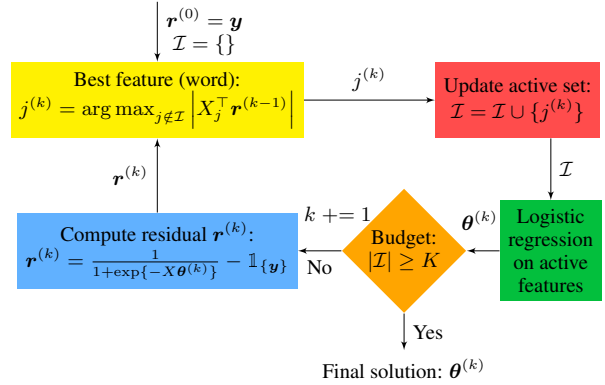 r^(0) = y
I = {}
Best feature (word):
j^(k) = arg max_{j∉I} |X_j^⊤ r^(k−1)|
j^(k)
Update active set:
I = I ∪ {j^(k)}
I
Logistic
regression
on active
features
θ^(k)
Budget:
|I| ≥ K
k += 1
No
Compute residual r^(k):
r^(k) = 1/(1+exp{−Xθ^(k)}) − 𝟙_{y}
r^(k)
Yes
Final solution: θ^(k)